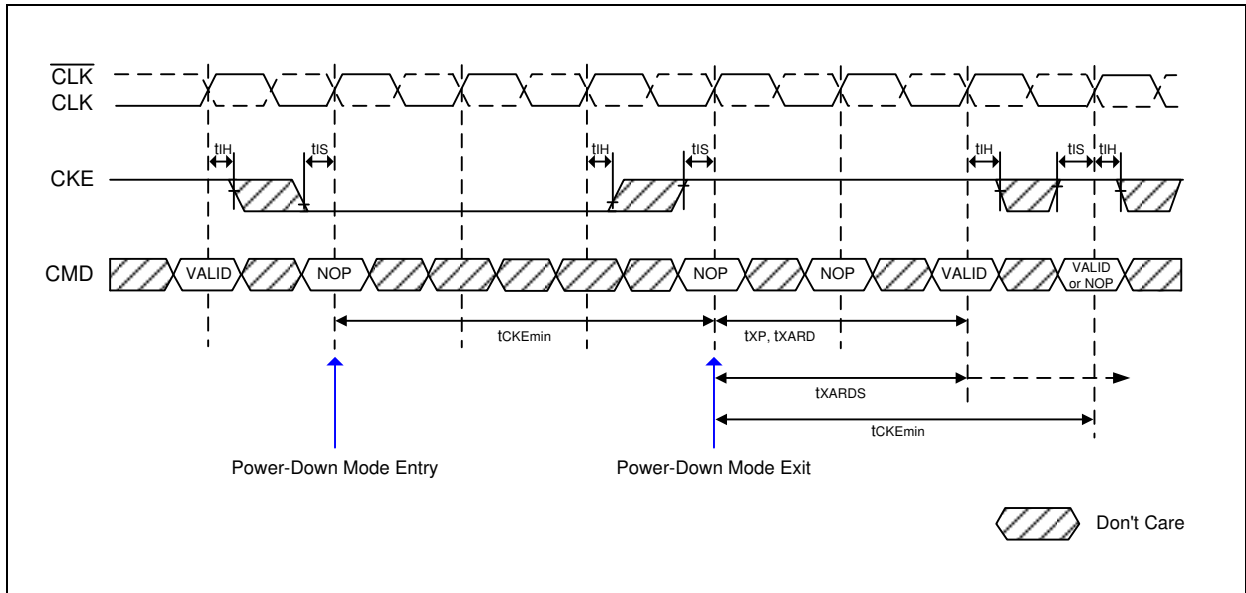 CLK
CLK
tIH
tIS
tIH
tIS
tIH
tIS
tIH
CKE
CMD
VALID
NOP
NOP
NOP
VALID
VALID
or NOP
tCKEmin
tXP, tXARD
tXARDS
tCKEmin
Power-Down Mode Entry
Power-Down Mode Exit
Don't Care